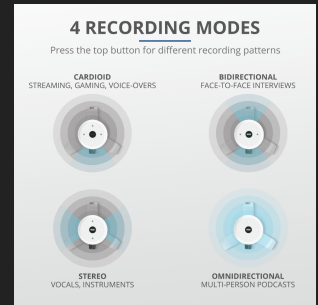 4 RECORDING MODES
Press the top button for different recording patterns
CARDIOID
STREAMING, GAMING, VOICE-OVERS
BIDIRECTIONAL
FACE-TO-FACE INTERVIEWS
STEREO
VOCALS, INSTRUMENTS
OMNIDIRECTIONAL
MULTI-PERSON PODCASTS